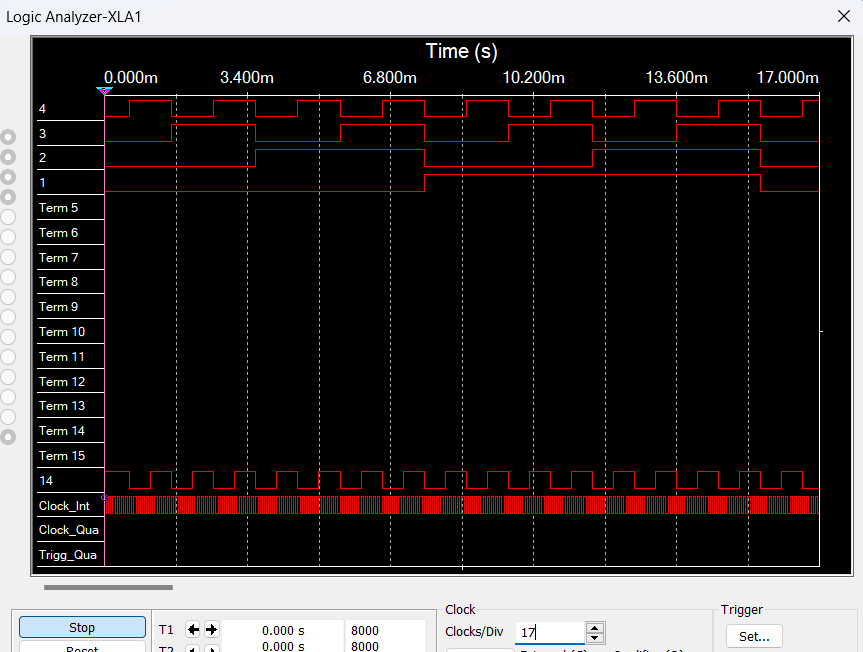 Logic Analyzer-XLA1
Time (s)
0.000m 3.400m 6.800m 10.200m 13.600m 17.000m
4
3
2
1
Term 5
Term 6
Term 7
Term 8
Term 9
Term 10
Term 11
Term 12
Term 13
Term 14
Term 15
14
Clock_Int
Clock_Qua
Trigg_Qua
Clock
Trigger
Stop
T1 0.000 s 8000
Clocks/Div 17
Set...
Reset
T2 0.000 s 8000